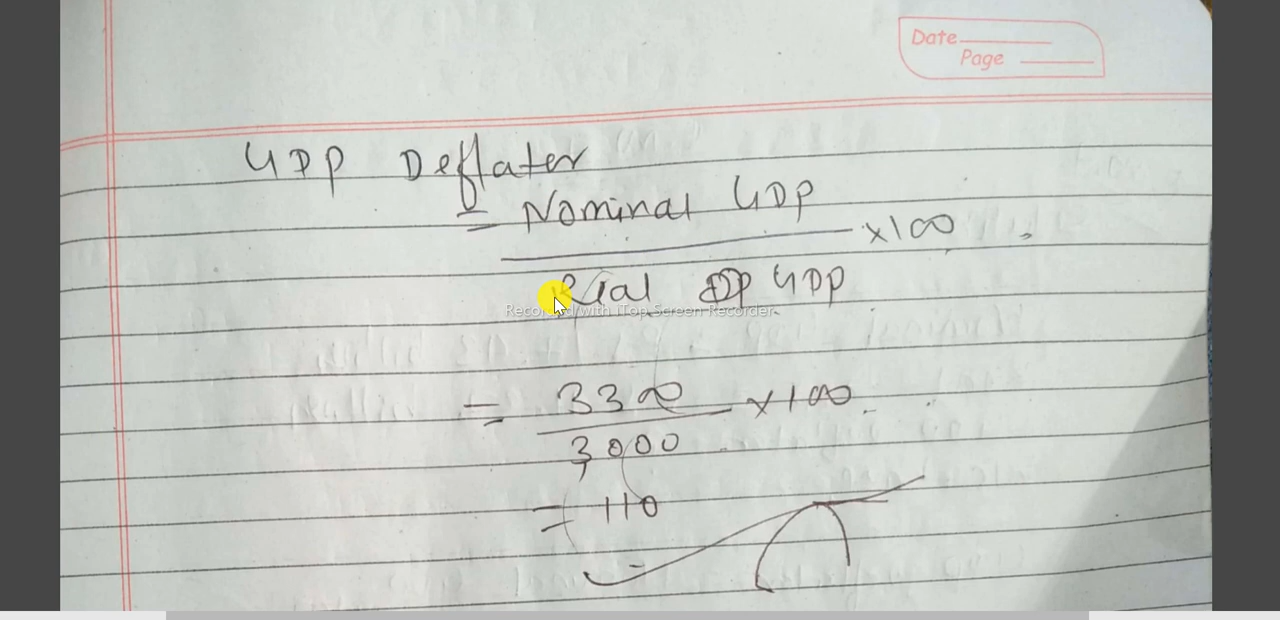 Date
Page
GDP Deflater
= Nominal GDP
×100
Real GDP
Recorded with iTop Screen Recorder
= 3300 ×100
3000
= 110